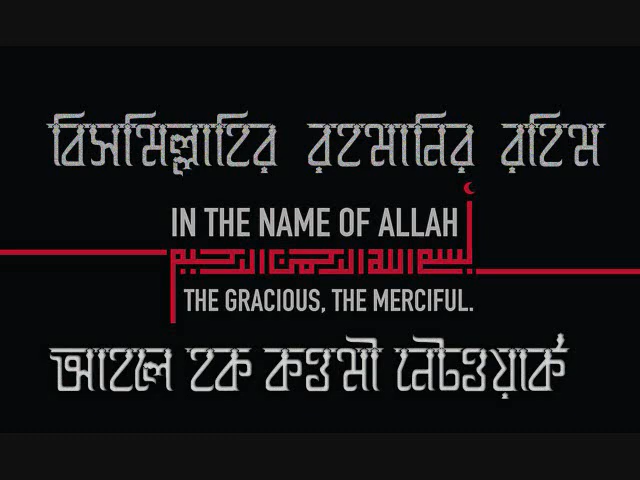 বিসমিল্লাহির রহমানির রহিম
IN THE NAME OF ALLAH
بسم الله الرحمن الرحيم
THE GRACIOUS, THE MERCIFUL.
আহলে হক কওমী নেটওয়ার্ক